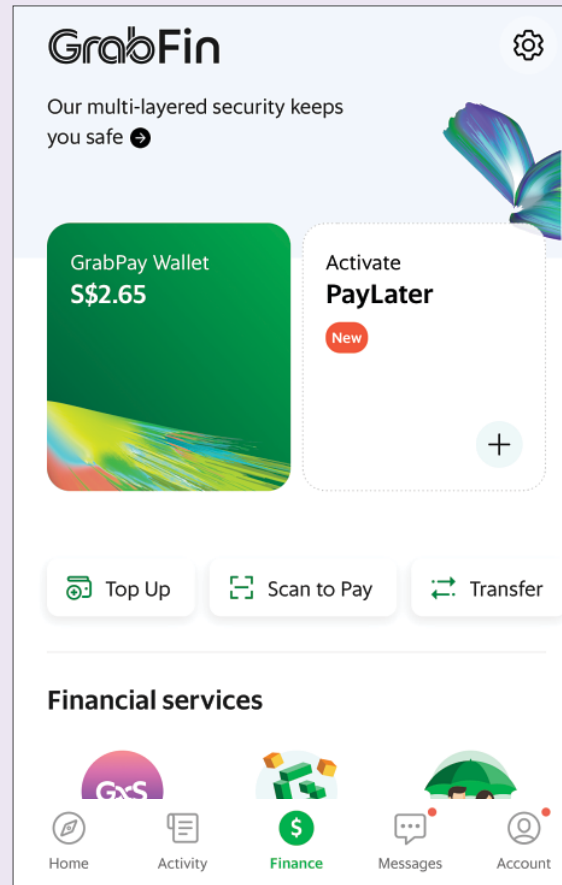 GrabFin
Our multi-layered security keeps
you safe
GrabPay Wallet
S$2.65
Activate
PayLater
New
Top Up
Scan to Pay
Transfer
Financial services
GXS
$
Home
Activity
Finance
Messages
Account